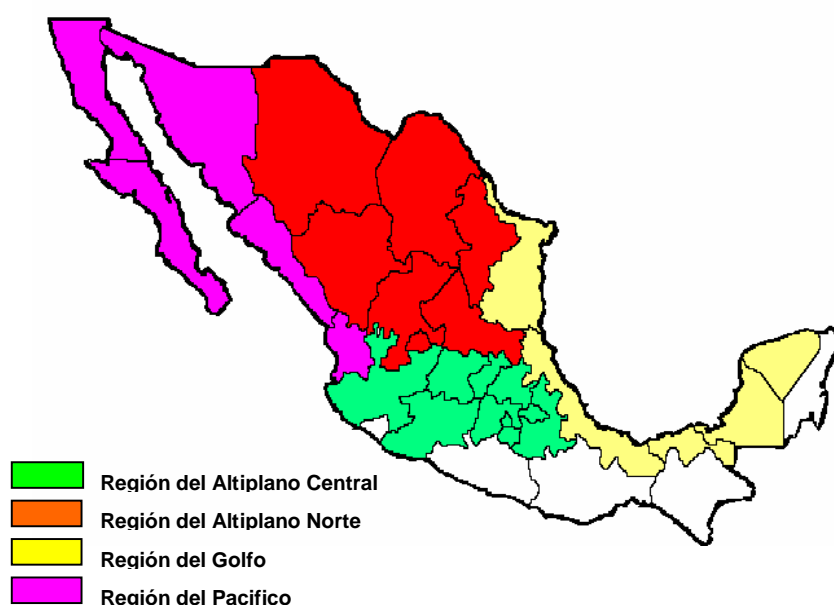 Región del Altiplano Central
Región del Altiplano Norte
Región del Golfo
Región del Pacifico